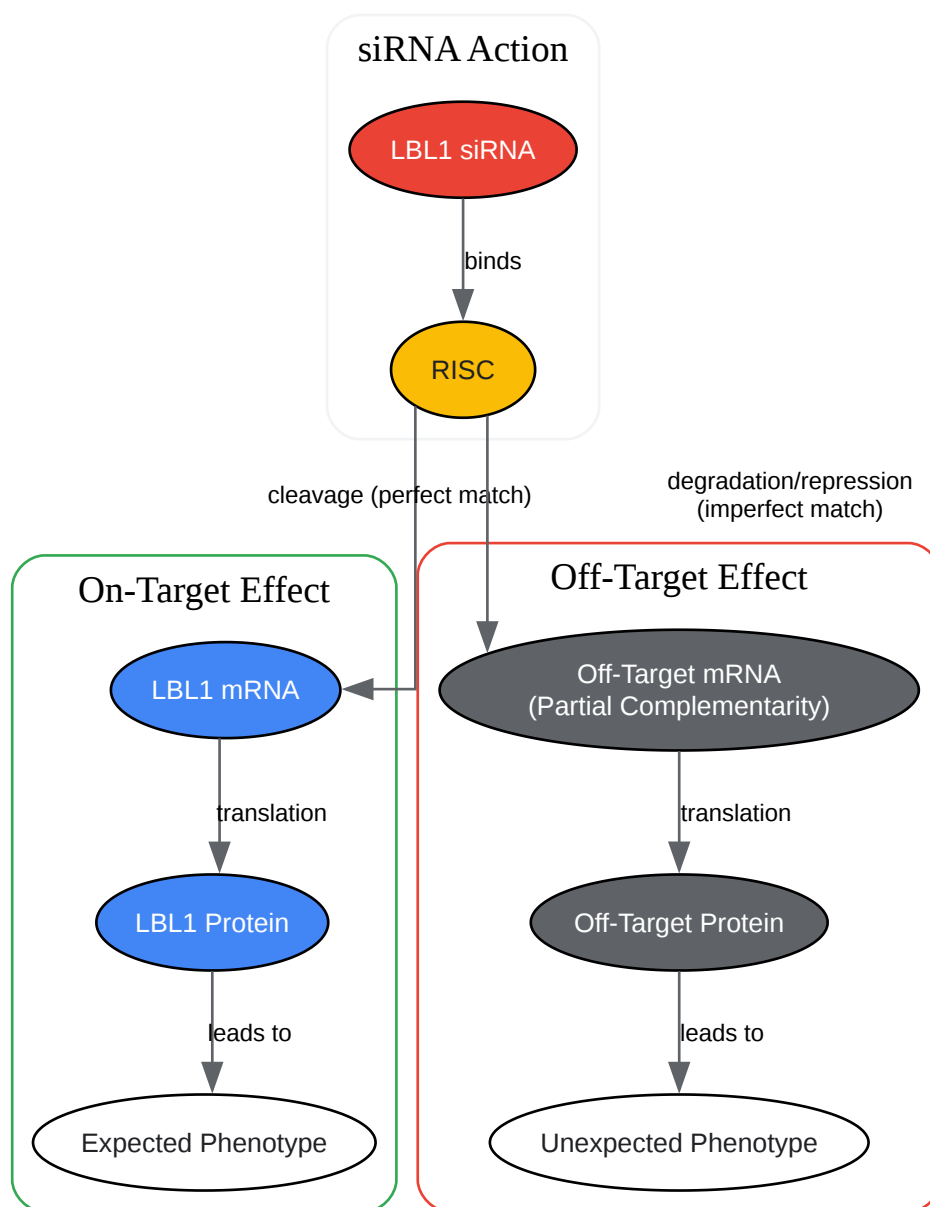 siRNA Action
LBL1 siRNA
binds
RISC
cleavage (perfect match)
degradation/repression
(imperfect match)
On-Target Effect
LBL1 mRNA
translation
LBL1 Protein
leads to
Expected Phenotype
Off-Target Effect
Off-Target mRNA
(Partial Complementarity)
translation
Off-Target Protein
leads to
Unexpected Phenotype